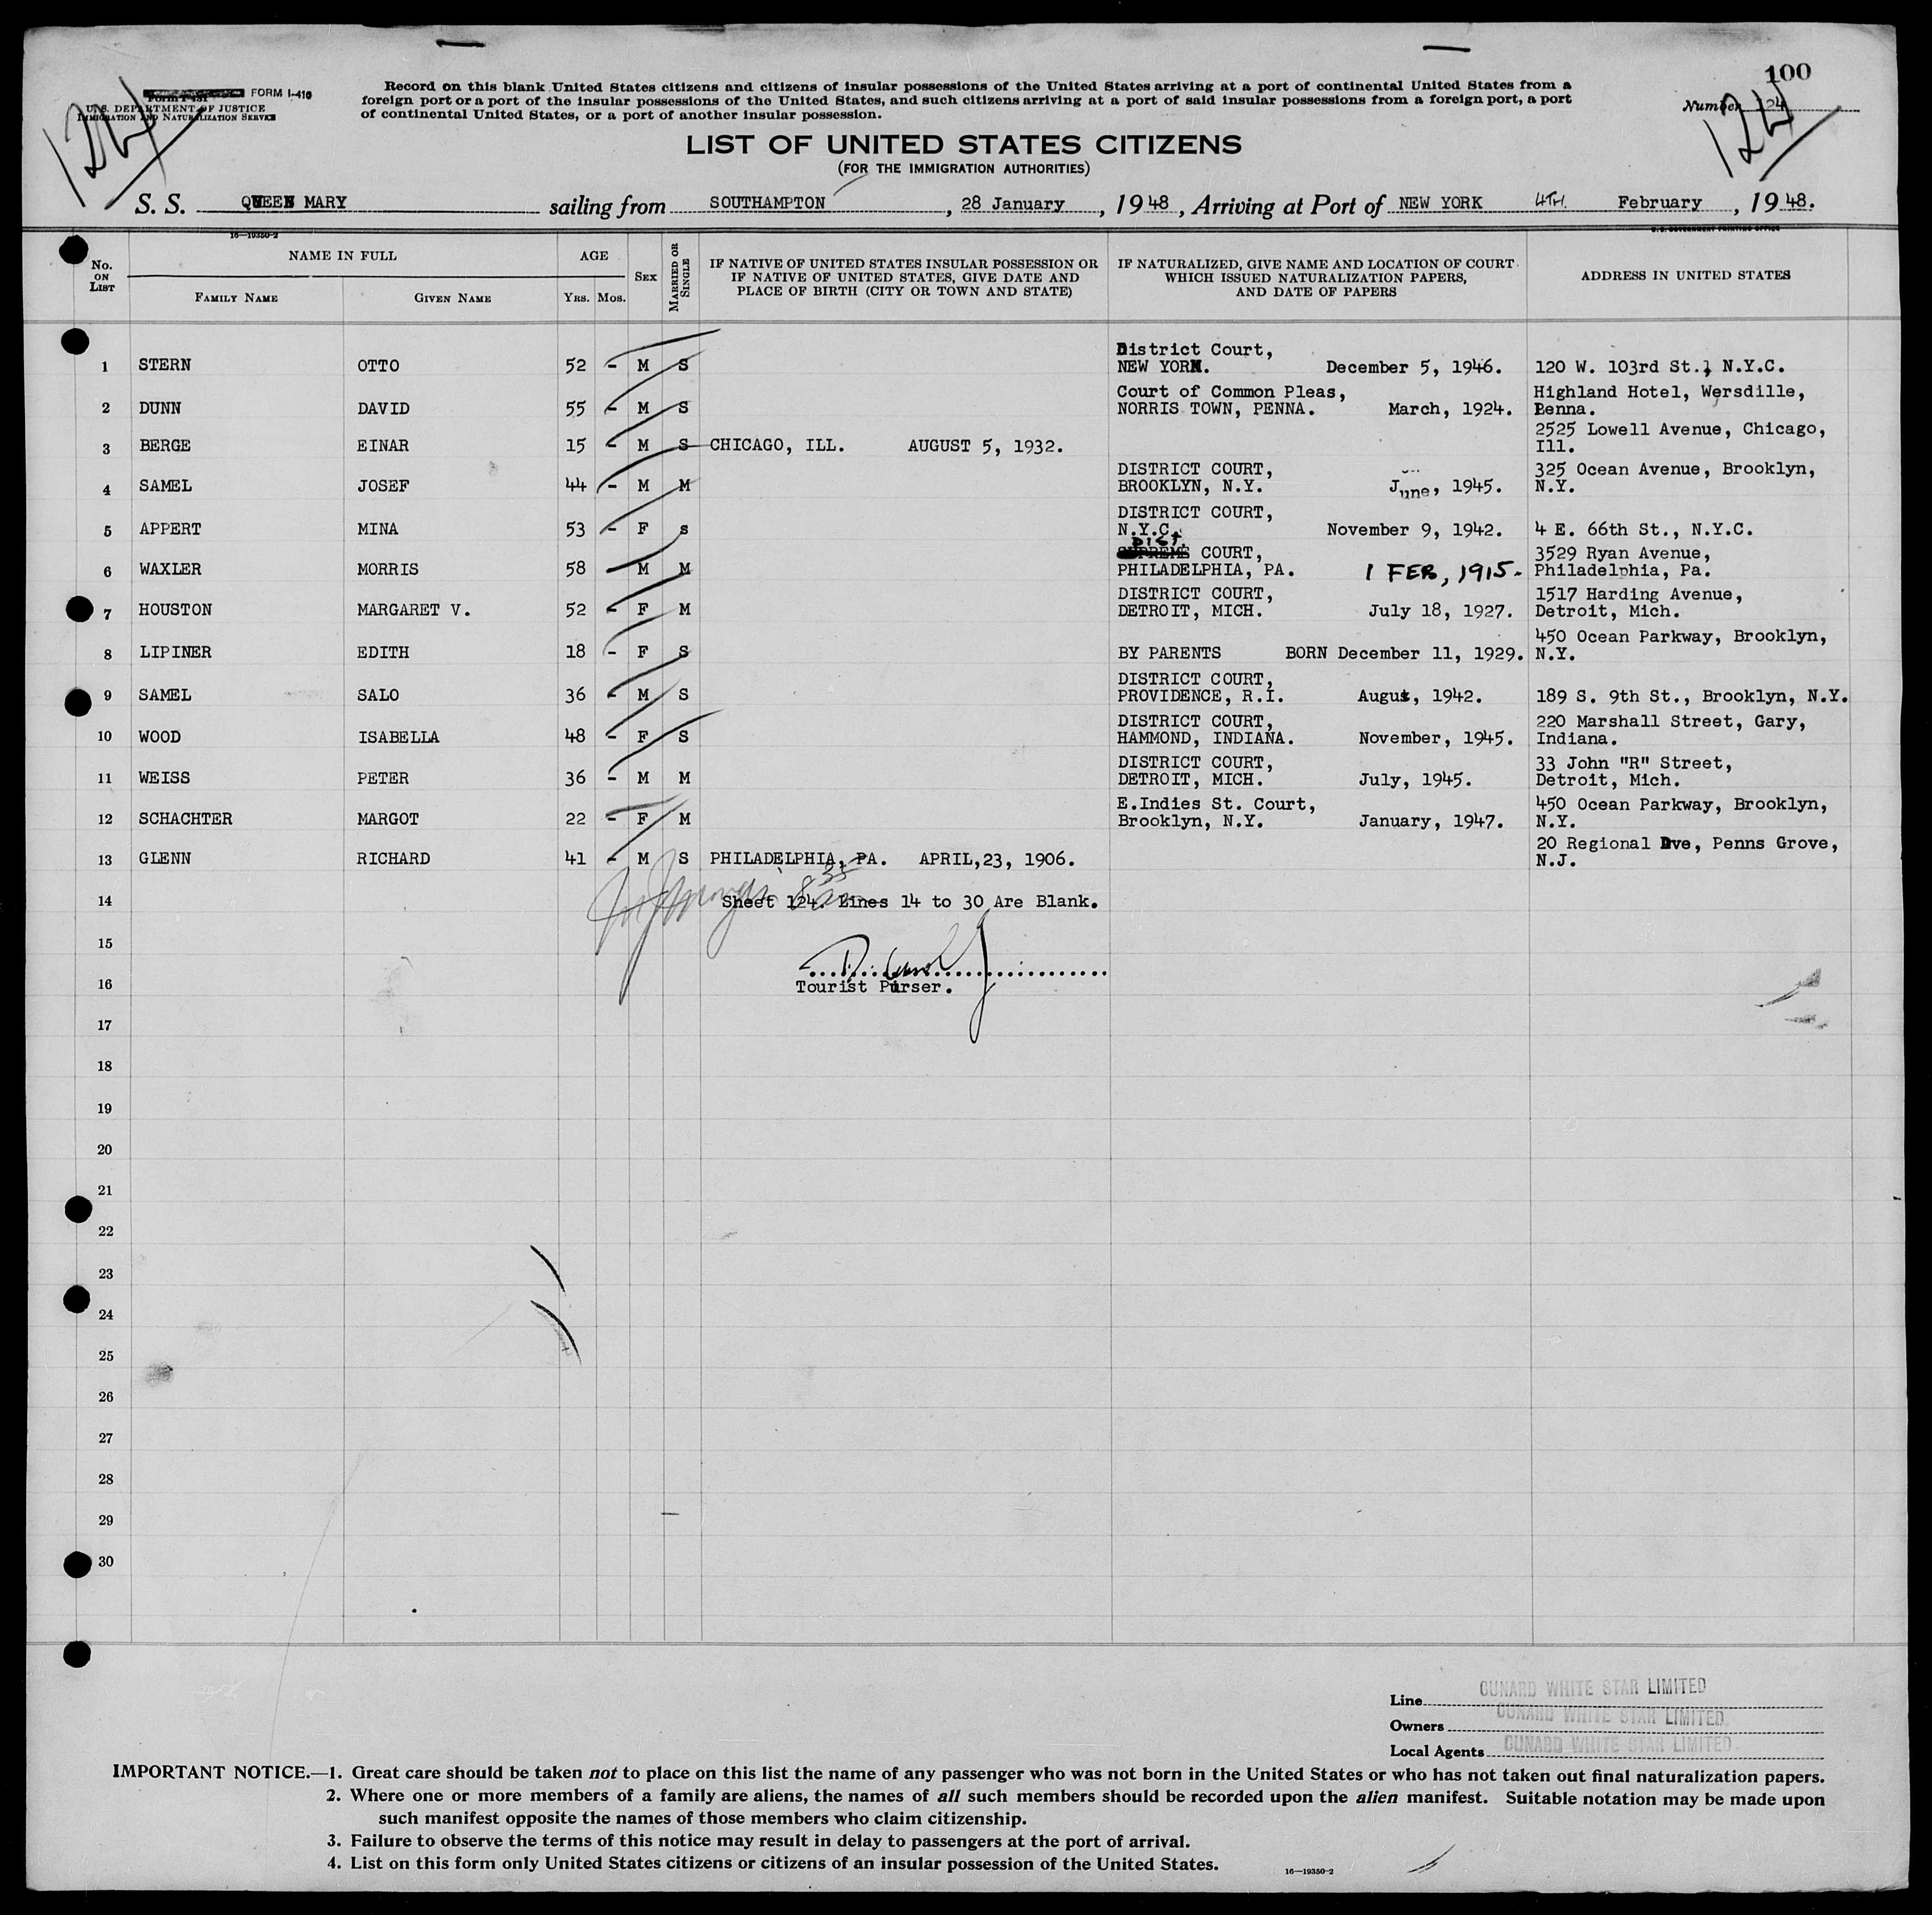 100
FORM I-416
U. S. DEPARTMENT OF JUSTICE
IMMIGRATION AND NATURALIZATION SERVICE
Record on this blank United States citizens and citizens of insular possessions of the United States arriving at a port of continental United States from a
foreign port or a port of the insular possessions of the United States, and such citizens arriving at a port of said insular possessions from a foreign port, a port
of continental United States, or a port of another insular possession.
Number 124
124
124
LIST OF UNITED STATES CITIZENS
(FOR THE IMMIGRATION AUTHORITIES)
S. S. QUEEN MARY sailing from SOUTHAMPTON, 28 January, 1948, Arriving at Port of NEW YORK 4TH. February, 1948.
16—19350-2 U.S. GOVERNMENT PRINTING OFFICE
No. ON LIST
NAME IN FULL
FAMILY NAME GIVEN NAME
AGE
YRS. MOS.
SEX
MARRIED OR SINGLE
IF NATIVE OF UNITED STATES INSULAR POSSESSION OR
IF NATIVE OF UNITED STATES, GIVE DATE AND
PLACE OF BIRTH (CITY OR TOWN AND STATE)
IF NATURALIZED, GIVE NAME AND LOCATION OF COURT
WHICH ISSUED NATURALIZATION PAPERS,
AND DATE OF PAPERS
ADDRESS IN UNITED STATES
District Court,
1 STERN OTTO 52 - M S NEW YORK. December 5, 1946. 120 W. 103rd St., N.Y.C.
Court of Common Pleas, Highland Hotel, Wersdille,
2 DUNN DAVID 55 - M S NORRIS TOWN, PENNA. March, 1924. Penna.
2525 Lowell Avenue, Chicago,
3 BERGE EINAR 15 - M S CHICAGO, ILL. AUGUST 5, 1932. Ill.
DISTRICT COURT, 325 Ocean Avenue, Brooklyn,
4 SAMEL JOSEF 44 - M M BROOKLYN, N.Y. June, 1945. N.Y.
DISTRICT COURT,
5 APPERT MINA 53 - F s N.Y.C. November 9, 1942. 4 E. 66th St., N.Y.C.
DIST. SUPREME COURT, 3529 Ryan Avenue,
6 WAXLER MORRIS 58 - M M PHILADELPHIA, PA. 1 FEB, 1915. Philadelphia, Pa.
DISTRICT COURT, 1517 Harding Avenue,
7 HOUSTON MARGARET V. 52 - F M DETROIT, MICH. July 18, 1927. Detroit, Mich.
450 Ocean Parkway, Brooklyn,
8 LIPINER EDITH 18 - F S BY PARENTS BORN December 11, 1929. N.Y.
DISTRICT COURT,
9 SAMEL SALO 36 - M S PROVIDENCE, R.I. August, 1942. 189 S. 9th St., Brooklyn, N.Y.
DISTRICT COURT, 220 Marshall Street, Gary,
10 WOOD ISABELLA 48 - F S HAMMOND, INDIANA. November, 1945. Indiana.
DISTRICT COURT, 33 John "R" Street,
11 WEISS PETER 36 - M M DETROIT, MICH. July, 1945. Detroit, Mich.
E.Indies St. Court, 450 Ocean Parkway, Brooklyn,
12 SCHACHTER MARGOT 22 - F M Brooklyn, N.Y. January, 1947. N.Y.
20 Regional Dve, Penns Grove,
13 GLENN RICHARD 41 - M S PHILADELPHIA, PA. APRIL,23, 1906. N.J.
14 Sheet 124. Lines 14 to 30 Are Blank.
15
16 Tourist Purser.
17
18
19
20
21
22
23
24
25
26
27
28
29
30
Line CUNARD WHITE STAR LIMITED
Owners CUNARD WHITE STAR LIMITED
Local Agents CUNARD WHITE STAR LIMITED
IMPORTANT NOTICE.—1. Great care should be taken not to place on this list the name of any passenger who was not born in the United States or who has not taken out final naturalization papers.
2. Where one or more members of a family are aliens, the names of all such members should be recorded upon the alien manifest. Suitable notation may be made upon
such manifest opposite the names of those members who claim citizenship.
3. Failure to observe the terms of this notice may result in delay to passengers at the port of arrival.
4. List on this form only United States citizens or citizens of an insular possession of the United States.
16—19350-2